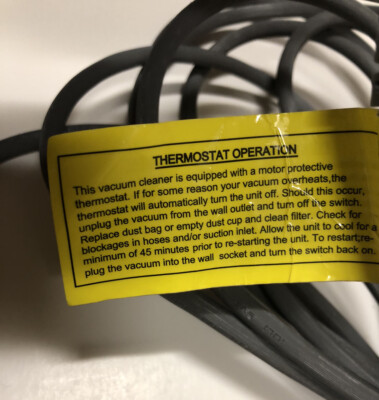 THERMOSTAT OPERATION
This vacuum cleaner is equipped with a motor protective
thermostat. If for some reason your vacuum overheats,the
thermostat will automatically turn the unit off. Should this occur,
unplug the vacuum from the wall outlet and turn off the switch.
Replace dust bag or empty dust cup and clean filter. Check for
blockages in hoses and/or suction inlet. Allow the unit to cool for a
minimum of 45 minutes prior to re-starting the unit. To restart;re-
plug the vacuum into the wall socket and turn the switch back on.